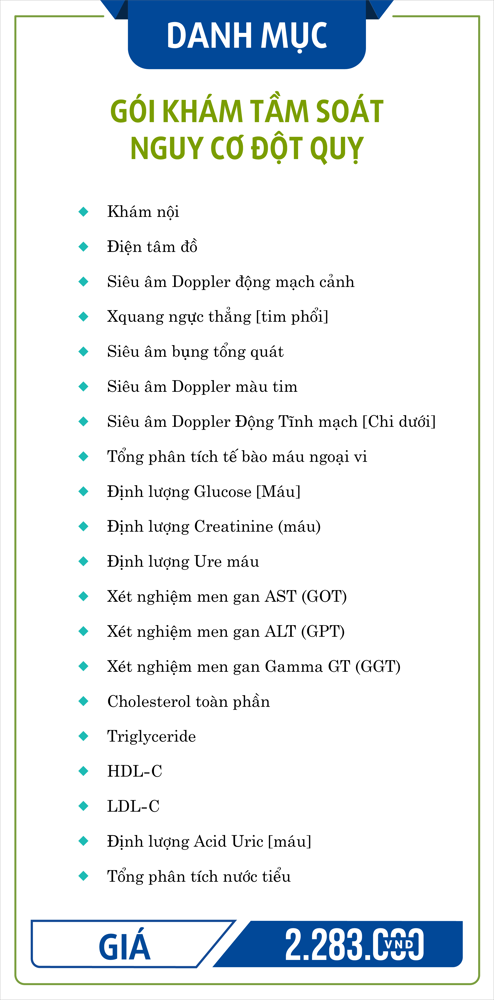 DANH MỤC
GÓI KHÁM TẦM SOÁT
NGUY CƠ ĐỘT QUỴ
Khám nội
Điện tâm đồ
Siêu âm Doppler động mạch cảnh
Xquang ngực thẳng [tim phổi]
Siêu âm bụng tổng quát
Siêu âm Doppler màu tim
Siêu âm Doppler Động Tĩnh mạch [Chi dưới]
Tổng phân tích tế bào máu ngoại vi
Định lượng Glucose [Máu]
Định lượng Creatinine (máu)
Định lượng Ure máu
Xét nghiệm men gan AST (GOT)
Xét nghiệm men gan ALT (GPT)
Xét nghiệm men gan Gamma GT (GGT)
Cholesterol toàn phần
Triglyceride
HDL-C
LDL-C
Định lượng Acid Uric [máu]
Tổng phân tích nước tiểu
GIÁ 2.283.000 VND